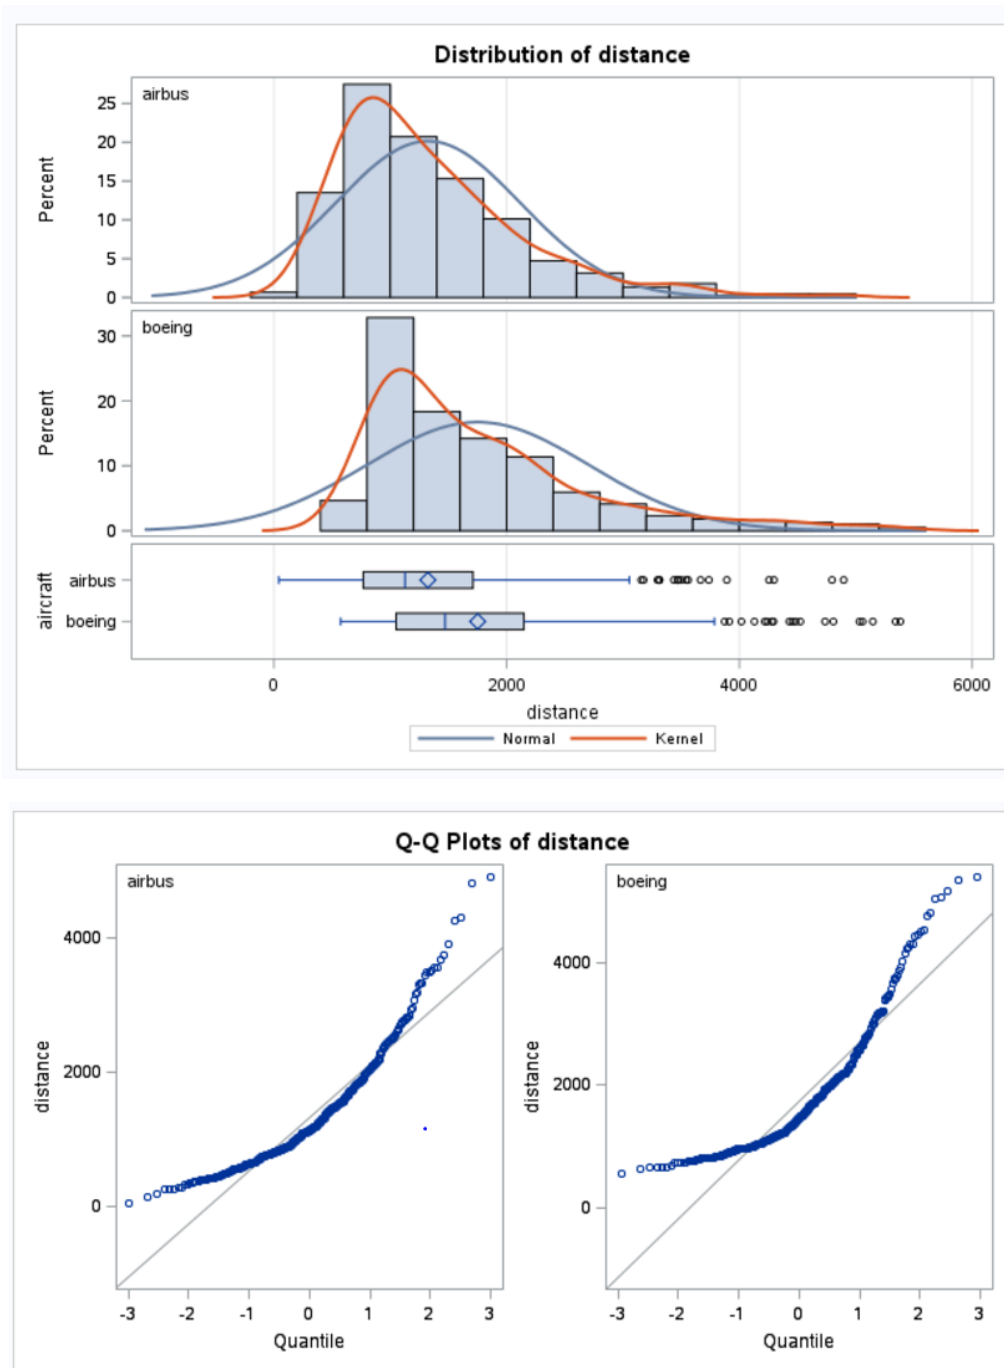 Distribution of distance
airbus
25
20
15
10
5
0
Percent
boeing
30
20
10
0
Percent
aircraft
airbus
boeing
0 2000 4000 6000
distance
Normal Kernel
Q-Q Plots of distance
airbus
4000
2000
0
distance
-3 -2 -1 0 1 2 3
Quantile
boeing
4000
2000
0
distance
-3 -2 -1 0 1 2 3
Quantile